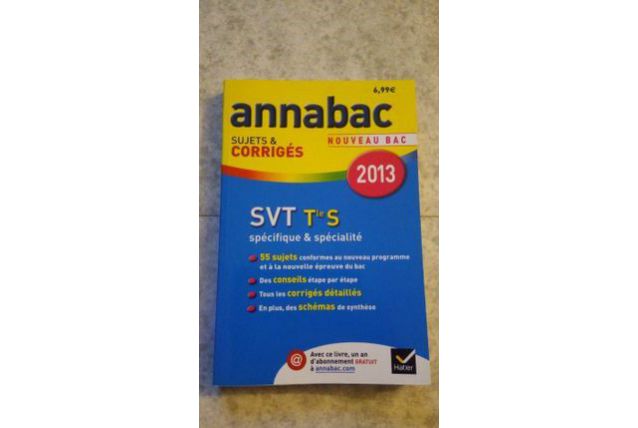 6,99€
annabac
SUJETS &
CORRIGÉS
NOUVEAU BAC
2013
SVT Tle S
spécifique & spécialité
55 sujets conformes au nouveau programme
et à la nouvelle épreuve du bac
Des conseils étape par étape
Tous les corrigés détaillés
En plus, des schémas de synthèse
@
Avec ce livre, un an
d'abonnement GRATUIT
à annabac.com
Hatier